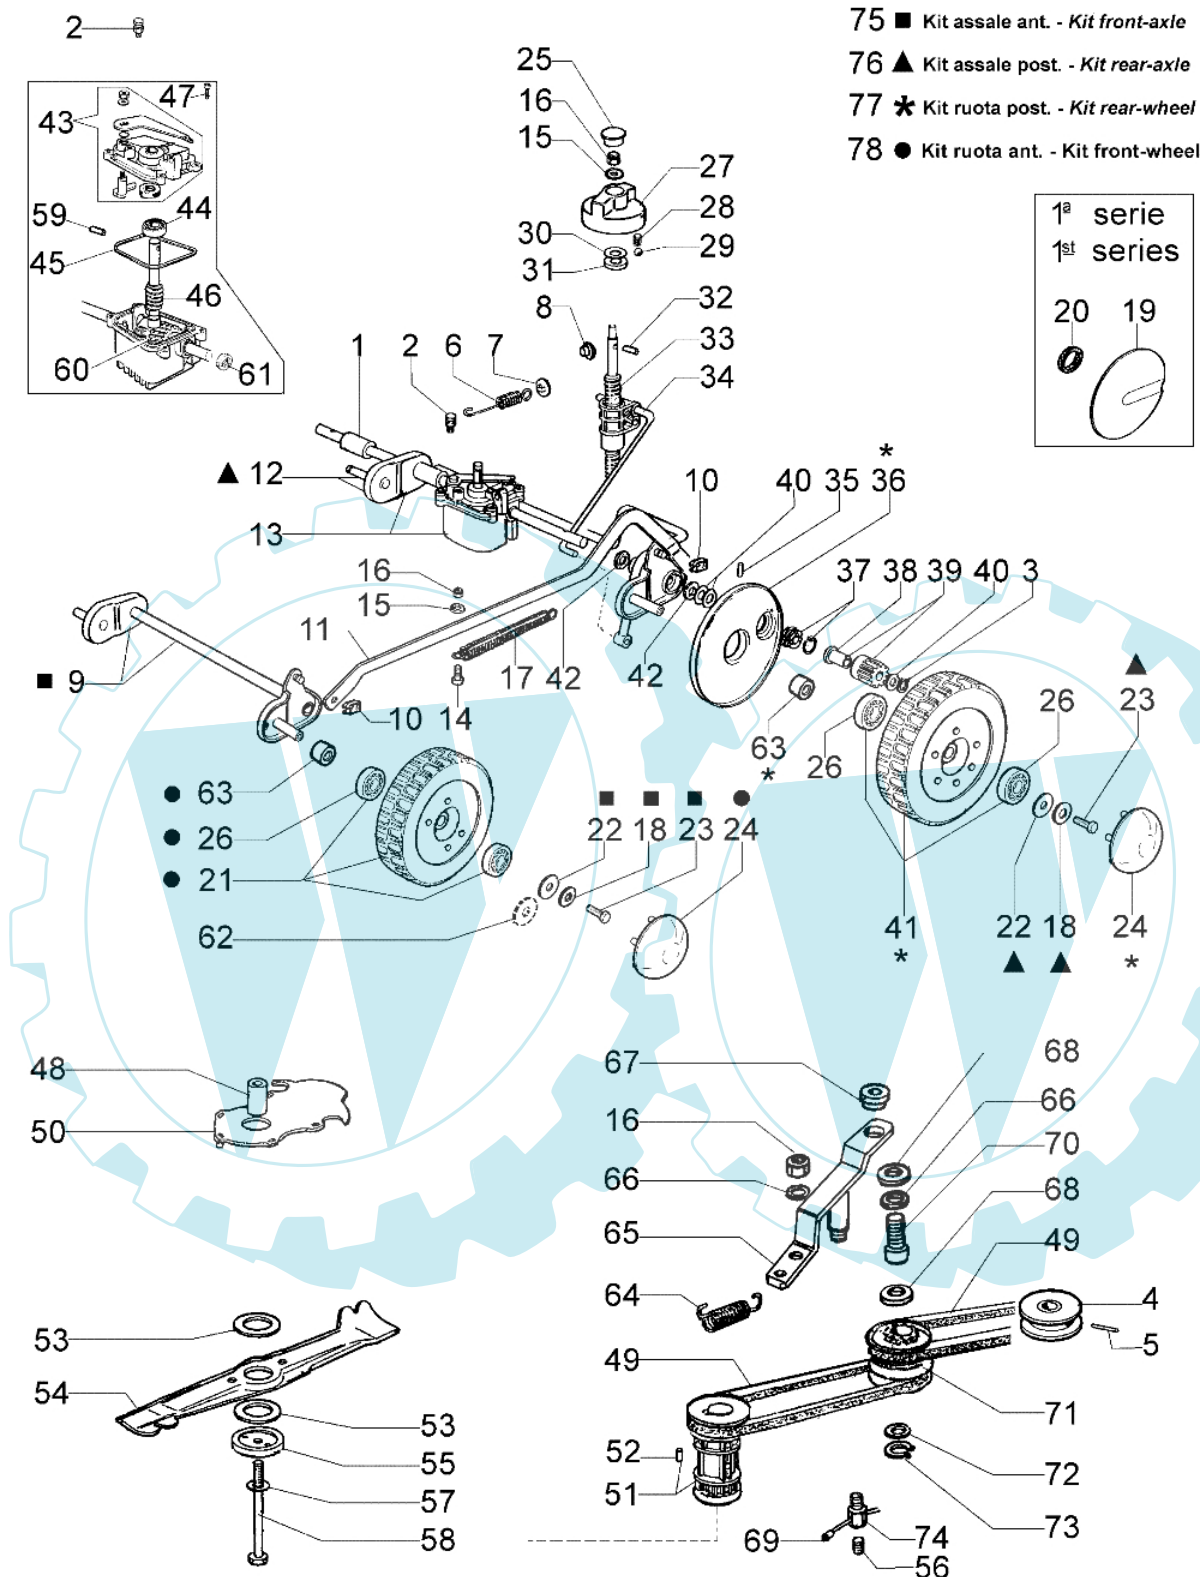 75 ■ Kit assale ant. - Kit front-axle
76 ▲ Kit assale post. - Kit rear-axle
77 * Kit ruota post. - Kit rear-wheel
78 ● Kit ruota ant. - Kit front-wheel
1ª serie
1st series
20 19
2
47
43
59 44
45
46
60 61
25
16
15
27
28
30
29
31
8 32
1 2 6 7 33
34
*
▲ 12 10 40 35 36
13
16 37 38 39 40 3
15
11
17 42 42 ▲
■ 9 10 14 23
63 26 26
● 63 *
■ ■ ■ ●
● 26 22 18 23 24
● 21
62 41 22 18 24
* ▲ ▲ *
48
50
67 68
16 66
70
66 68
65 49
64 4
53 5
49
54
53 71
52
55 72
51
57
73
58 69 74
56